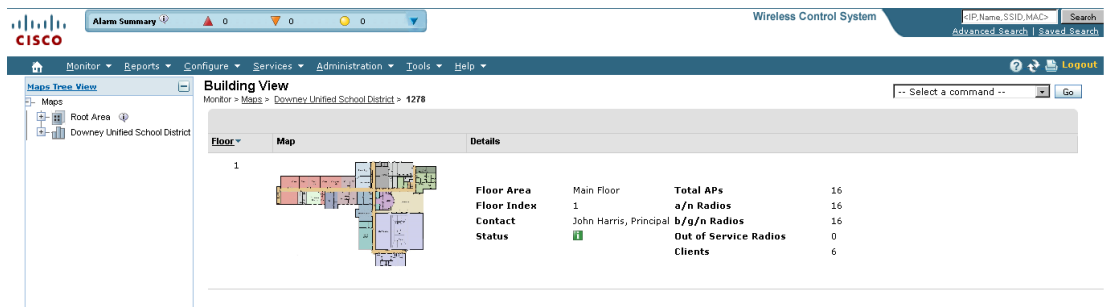 CISCO
Alarm Summary
0
0
0
Wireless Control System
<IP,Name,SSID,MAC>
Search
Advanced Search | Saved Search
Monitor Reports Configure Services Administration Tools Help
Logout
Maps Tree View
Maps
Root Area
Downey Unified School District
Building View
Monitor > Maps > Downey Unified School District > 1278
-- Select a command --
Go
Floor Map Details
1
Floor Area Main Floor Total APs 16
Floor Index 1 a/n Radios 16
Contact John Harris, Principal b/g/n Radios 16
Status Out of Service Radios 0
Clients 6